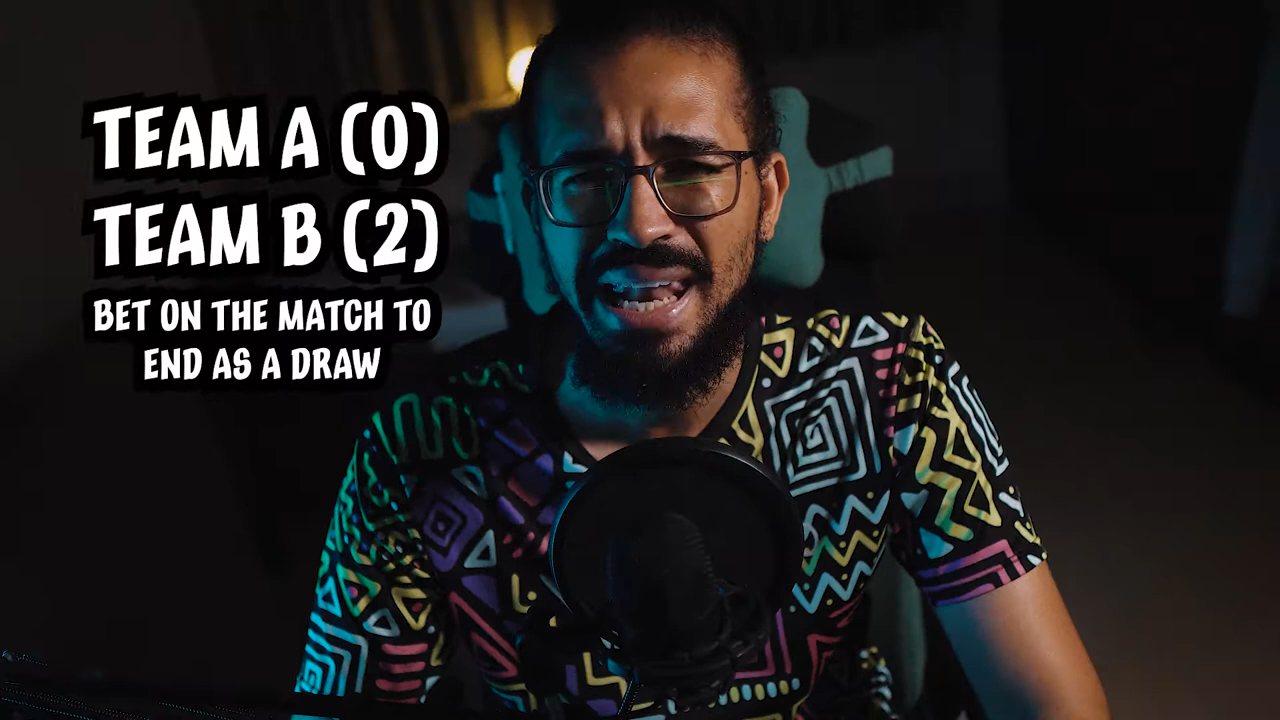 TEAM A (0)
TEAM B (2)
BET ON THE MATCH TO
END AS A DRAW